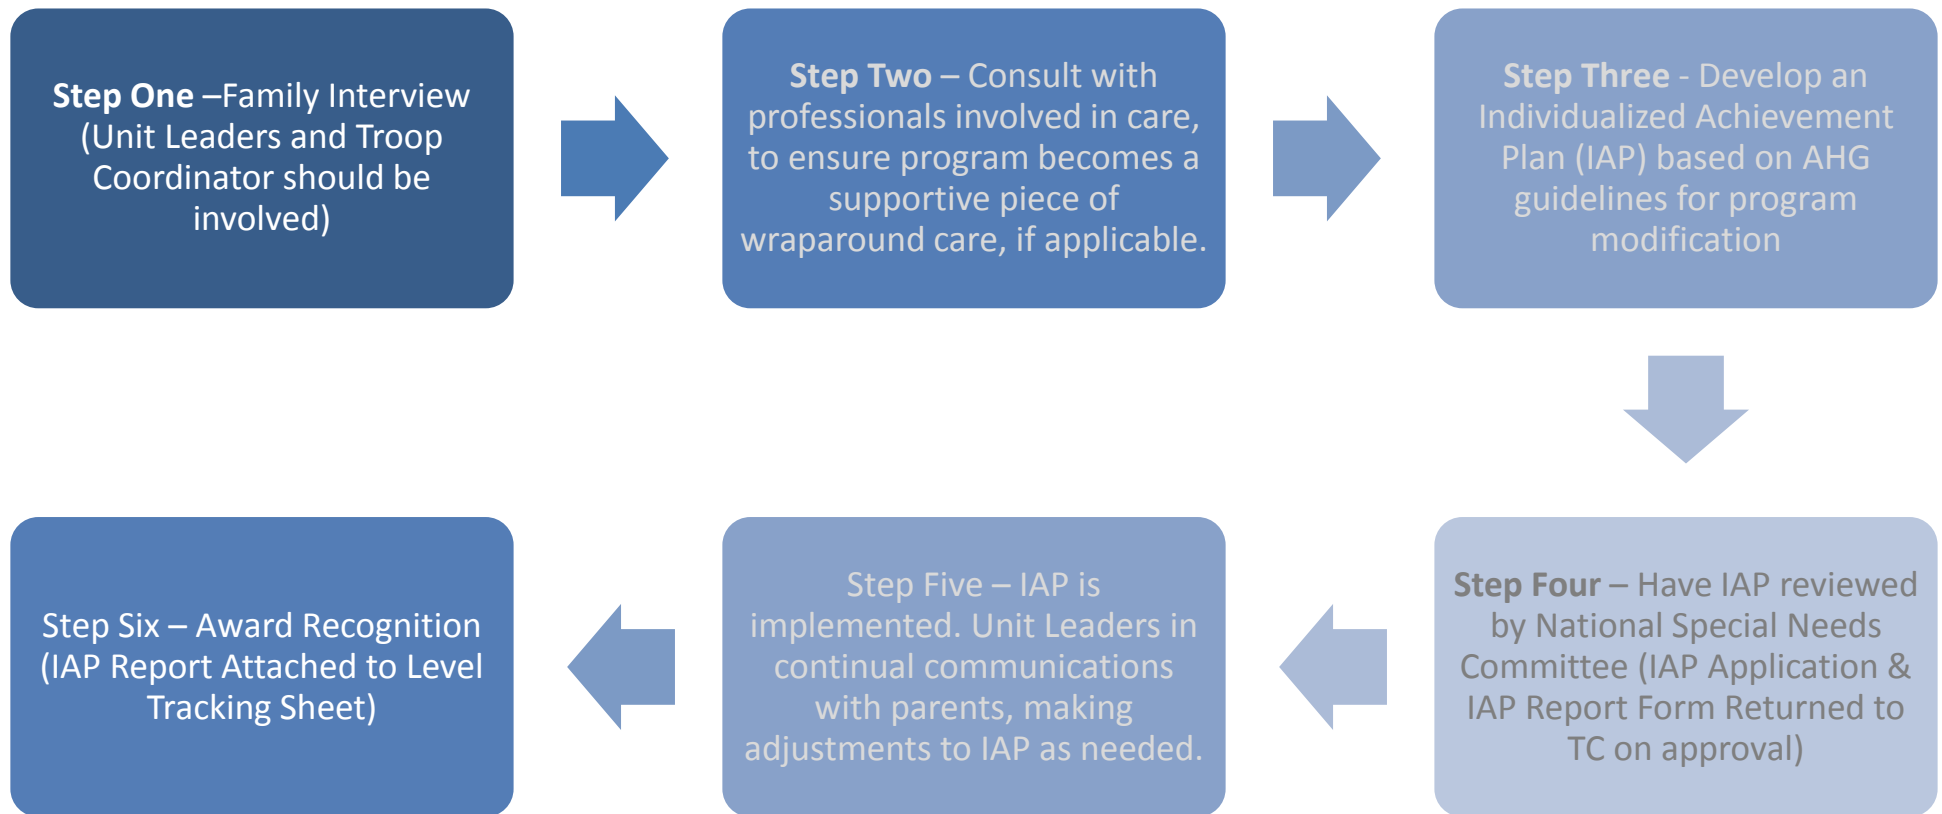 Step One –Family Interview
(Unit Leaders and Troop
Coordinator should be
involved)
Step Two – Consult with
professionals involved in care,
to ensure program becomes a
supportive piece of
wraparound care, if applicable.
Step Three - Develop an
Individualized Achievement
Plan (IAP) based on AHG
guidelines for program
modification
Step Four – Have IAP reviewed
by National Special Needs
Committee (IAP Application &
IAP Report Form Returned to
TC on approval)
Step Five – IAP is
implemented. Unit Leaders in
continual communications
with parents, making
adjustments to IAP as needed.
Step Six – Award Recognition
(IAP Report Attached to Level
Tracking Sheet)